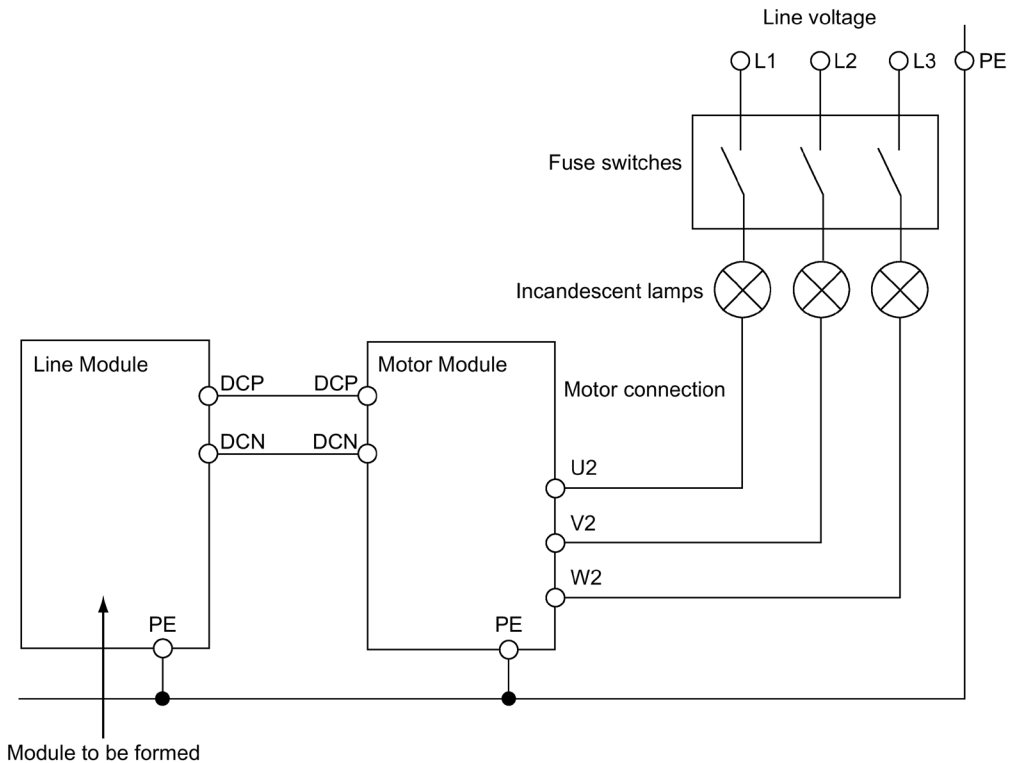 Line voltage
L1
L2
L3
PE
Fuse switches
Incandescent lamps
Line Module
DCP
DCP
Motor Module
Motor connection
DCN
DCN
U2
V2
W2
PE
PE
Module to be formed